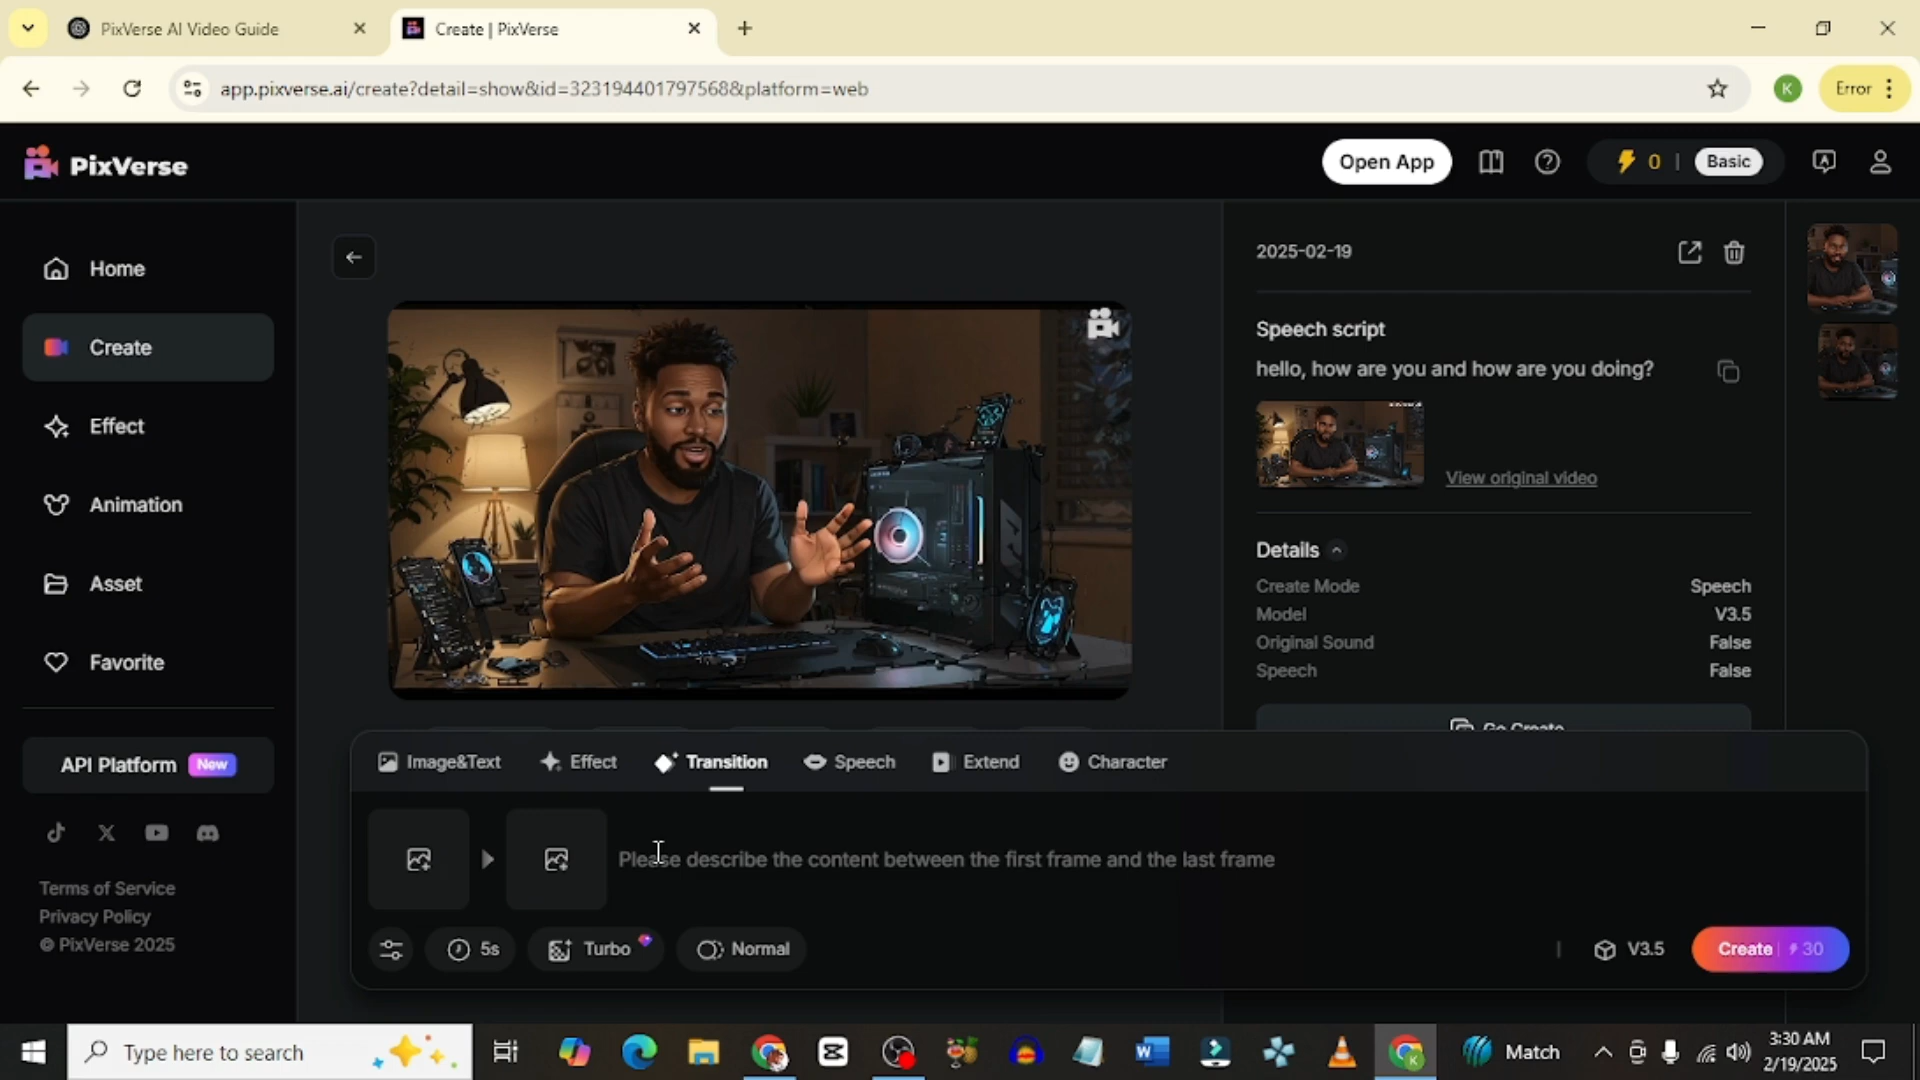 PixVerse AI Video Guide
Create | PixVerse
app.pixverse.ai/create?detail=show&id=323194401797568&platform=web
K
Error
PixVerse
Open App
0 | Basic
Home
Create
Effect
Animation
Asset
Favorite
API Platform New
Terms of Service
Privacy Policy
© PixVerse 2025
2025-02-19
Speech script
hello, how are you and how are you doing?
View original video
Details
Create Mode Speech
Model V3.5
Original Sound False
Speech False
Go Create
Image&Text Effect Transition Speech Extend Character
Please describe the content between the first frame and the last frame
5s Turbo Normal
V3.5 Create 30
Type here to search
Match
3:30 AM
2/19/2025